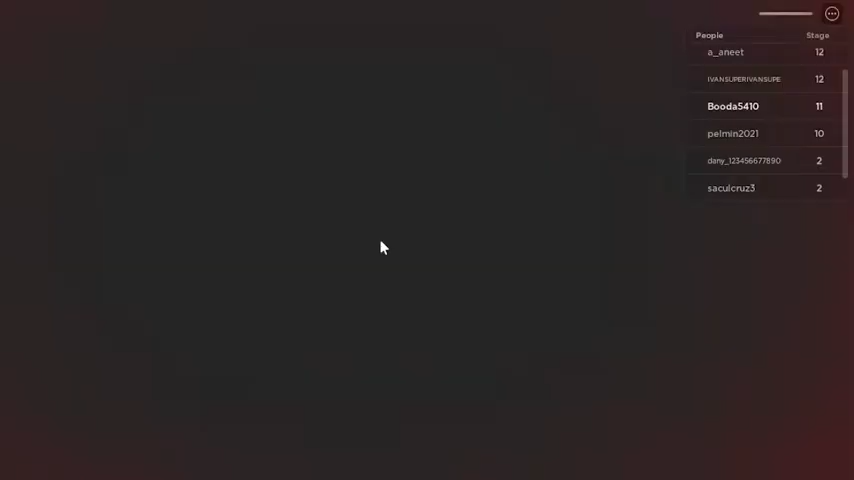 People Stage
a_aneet 12
IVANSUPERIVANSUPE 12
Booda5410 11
pelmin2021 10
dany_123456677890 2
saculcruz3 2